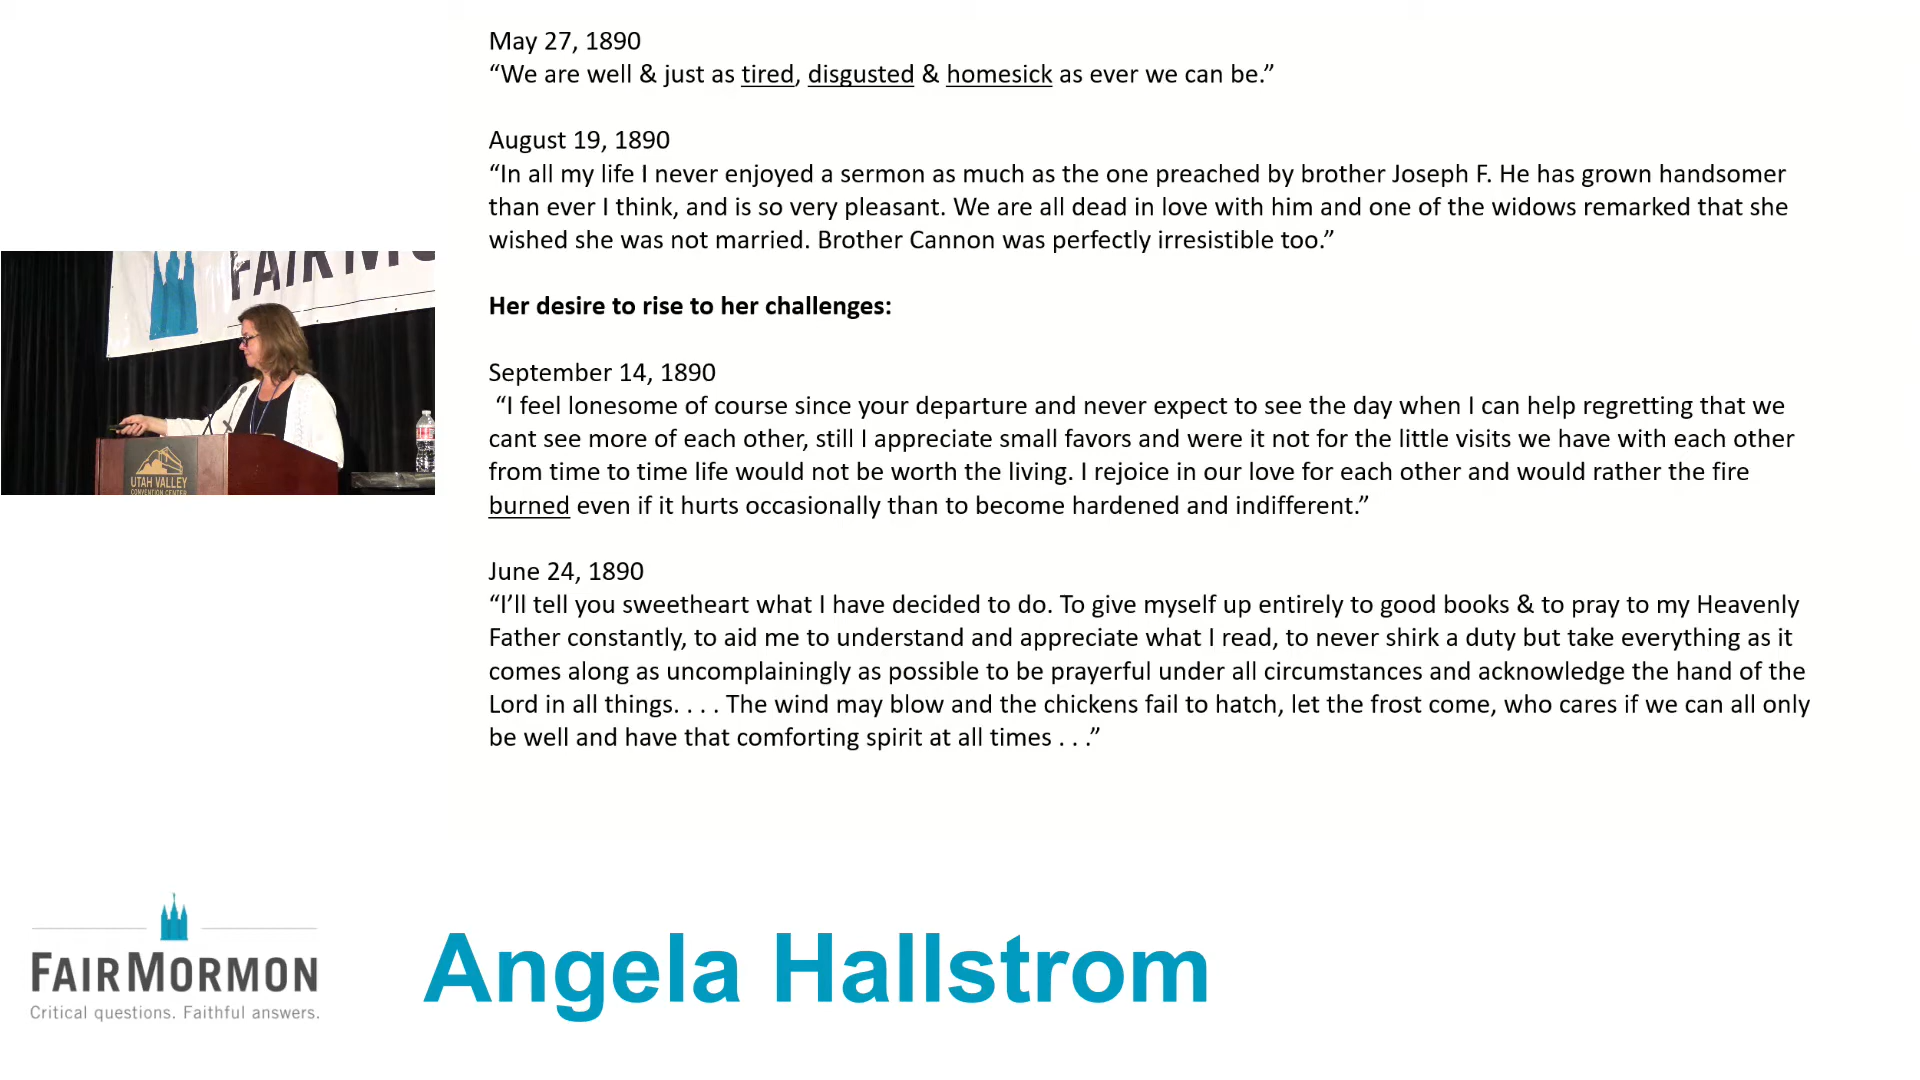 May 27, 1890
“We are well & just as tired, disgusted & homesick as ever we can be.”
August 19, 1890
“In all my life I never enjoyed a sermon as much as the one preached by brother Joseph F. He has grown handsomer
than ever I think, and is so very pleasant. We are all dead in love with him and one of the widows remarked that she
wished she was not married. Brother Cannon was perfectly irresistible too.”
Her desire to rise to her challenges:
September 14, 1890
“I feel lonesome of course since your departure and never expect to see the day when I can help regretting that we
cant see more of each other, still I appreciate small favors and were it not for the little visits we have with each other
from time to time life would not be worth the living. I rejoice in our love for each other and would rather the fire
burned even if it hurts occasionally than to become hardened and indifferent.”
June 24, 1890
“I’ll tell you sweetheart what I have decided to do. To give myself up entirely to good books & to pray to my Heavenly
Father constantly, to aid me to understand and appreciate what I read, to never shirk a duty but take everything as it
comes along as uncomplainingly as possible to be prayerful under all circumstances and acknowledge the hand of the
Lord in all things. . . . The wind may blow and the chickens fail to hatch, let the frost come, who cares if we can all only
be well and have that comforting spirit at all times . . .”
FAIR MO
UTAH VALLEY
CONVENTION CENTER
FAIRMORMON
Critical questions. Faithful answers.
Angela Hallstrom